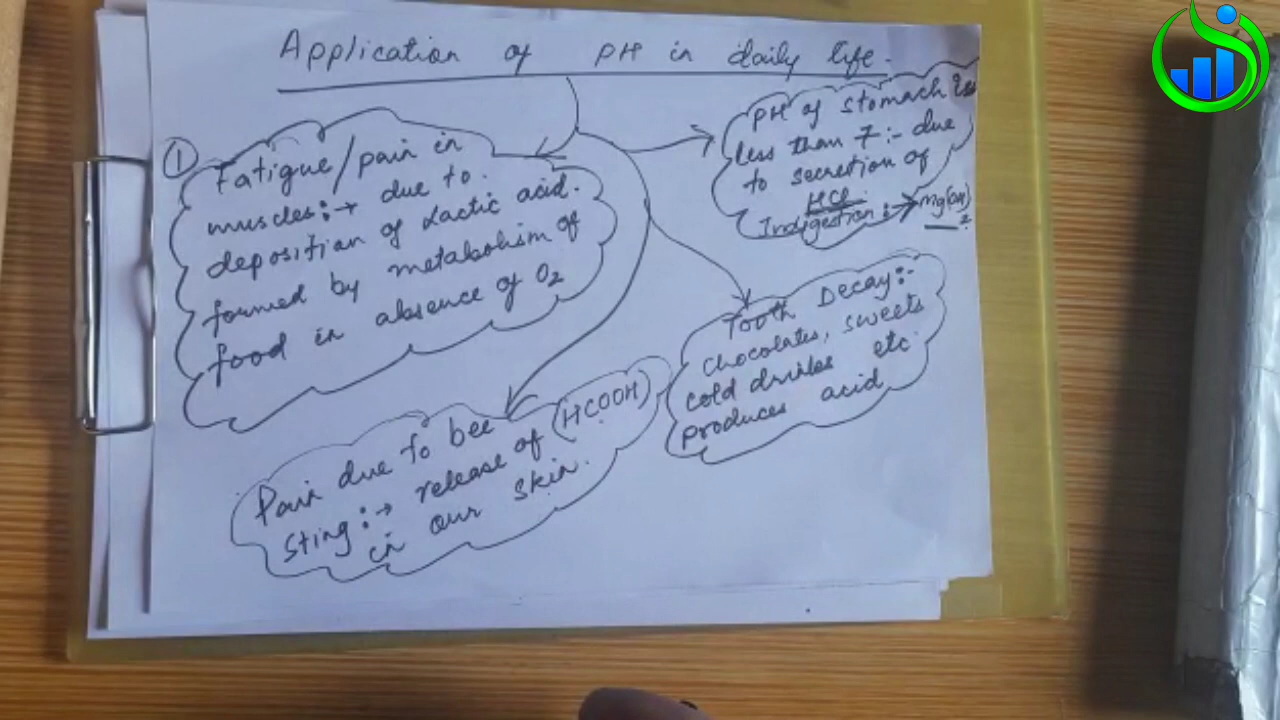 Application of PH in daily life.
①
Fatigue/pain in
muscles:→ due to.
deposition of Lactic acid.
formed by metabolism of
food in absence of O₂
PH of stomach is
less than 7:- due
to secretion of
HCl
Indigestion:→Mg(OH)₂
Tooth Decay:-
Chocolates, sweets
cold drinks etc.
produces acid
Pain due to bee
sting:→ release of (HCOOH)
in our skin.